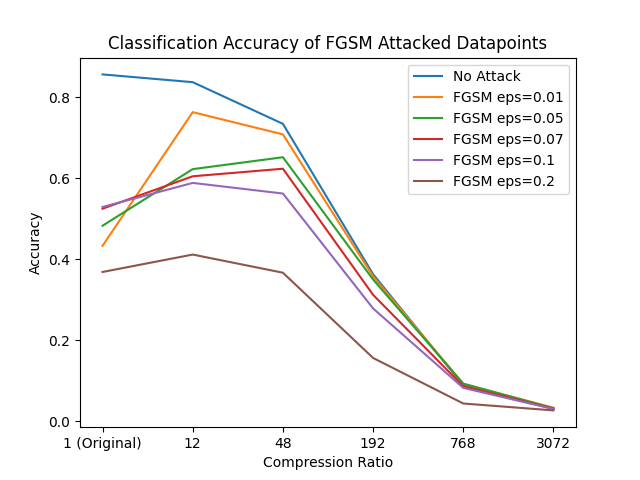 Classification Accuracy of FGSM Attacked Datapoints
No Attack
FGSM eps=0.01
FGSM eps=0.05
FGSM eps=0.07
FGSM eps=0.1
FGSM eps=0.2
Accuracy
0.8
0.6
0.4
0.2
0.0
1 (Original) 12 48 192 768 3072
Compression Ratio